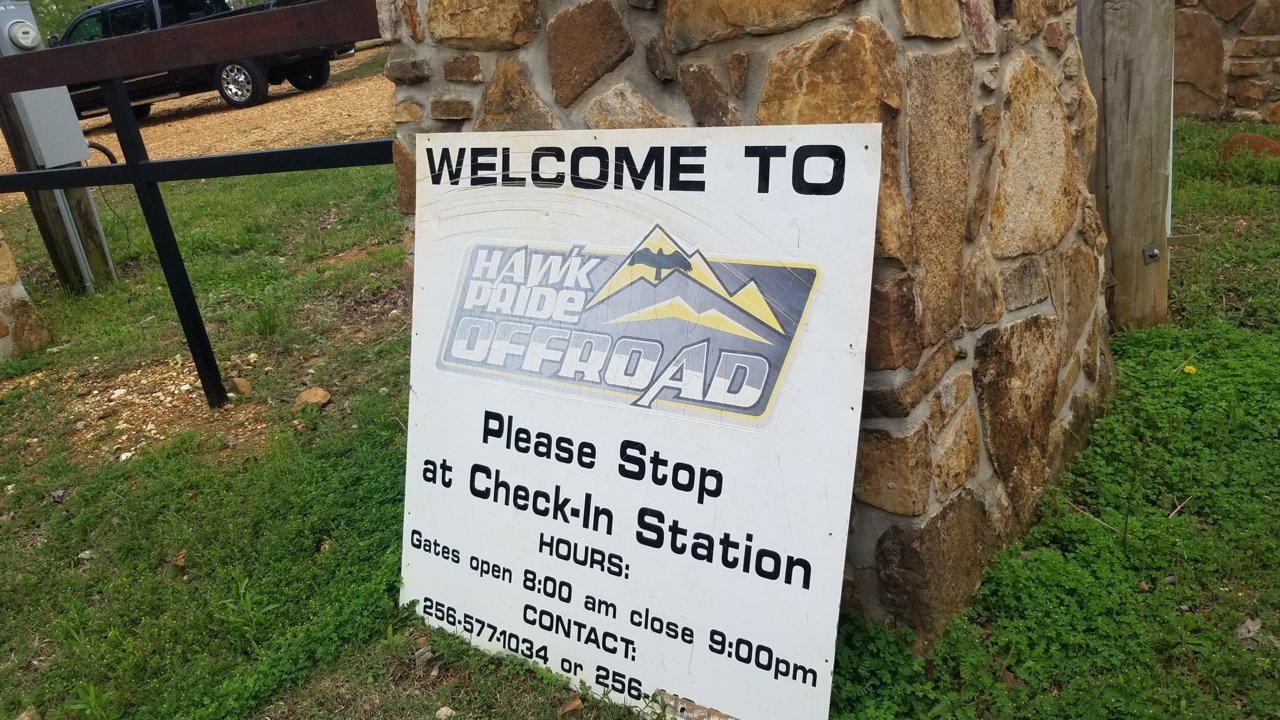 WELCOME TO
HAWK
PRIDE
OFFROAD
Please Stop
at Check-In Station
HOURS:
Gates open 8:00 am close 9:00pm
CONTACT:
256-577-1034 or 256-